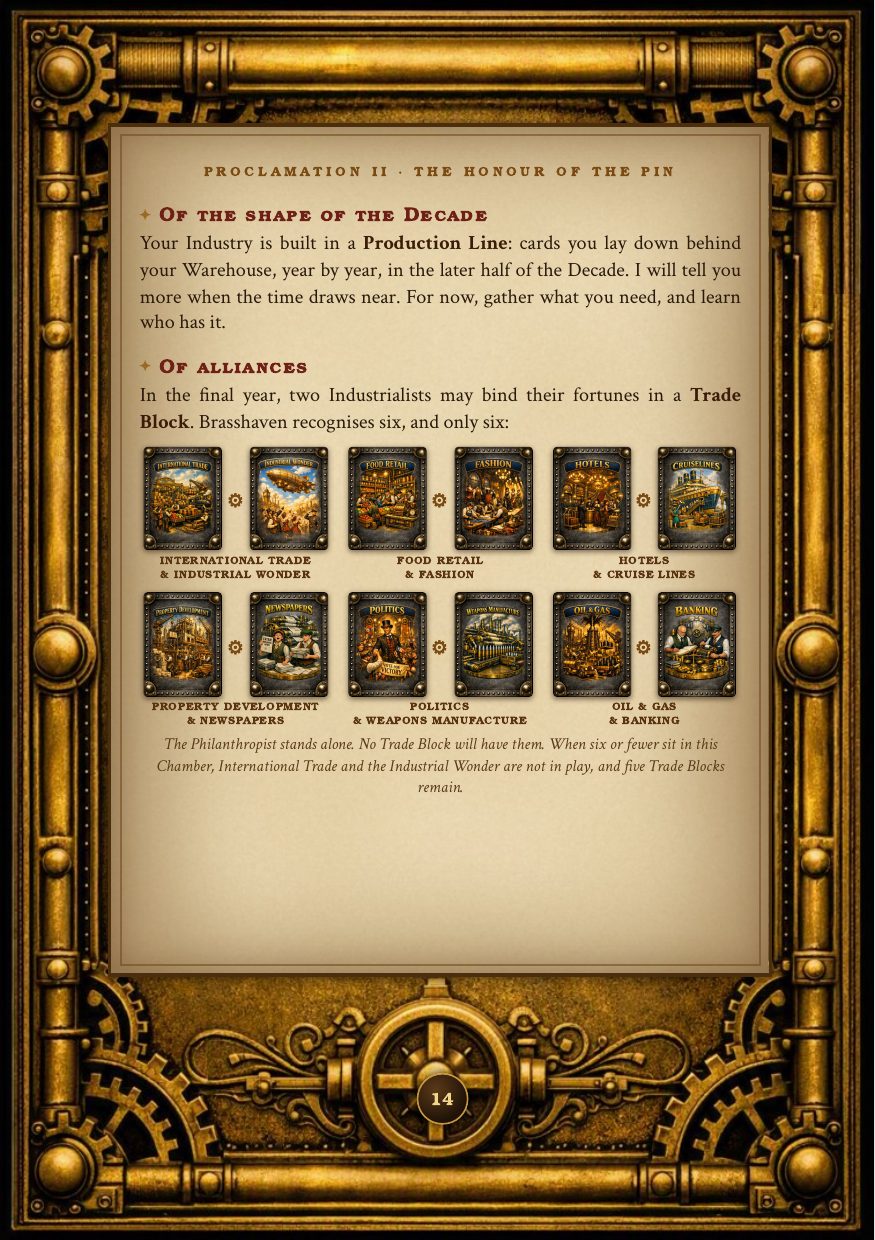 PROCLAMATION II · THE HONOUR OF THE PIN
✦ OF THE SHAPE OF THE DECADE
Your Industry is built in a Production Line: cards you lay down behind
your Warehouse, year by year, in the later half of the Decade. I will tell you
more when the time draws near. For now, gather what you need, and learn
who has it.
✦ OF ALLIANCES
In the final year, two Industrialists may bind their fortunes in a Trade
Block. Brasshaven recognises six, and only six:
INTERNATIONAL TRADE INDUSTRIAL WONDER FOOD RETAIL FASHION HOTELS CRUISELINES
INTERNATIONAL TRADE FOOD RETAIL HOTELS
& INDUSTRIAL WONDER & FASHION & CRUISE LINES
PROPERTY DEVELOPMENT NEWSPAPERS POLITICS WEAPONS MANUFACTURE OIL & GAS BANKING
VICTORY
PROPERTY DEVELOPMENT POLITICS OIL & GAS
& NEWSPAPERS & WEAPONS MANUFACTURE & BANKING
The Philanthropist stands alone. No Trade Block will have them. When six or fewer sit in this
Chamber, International Trade and the Industrial Wonder are not in play, and five Trade Blocks
remain.
14